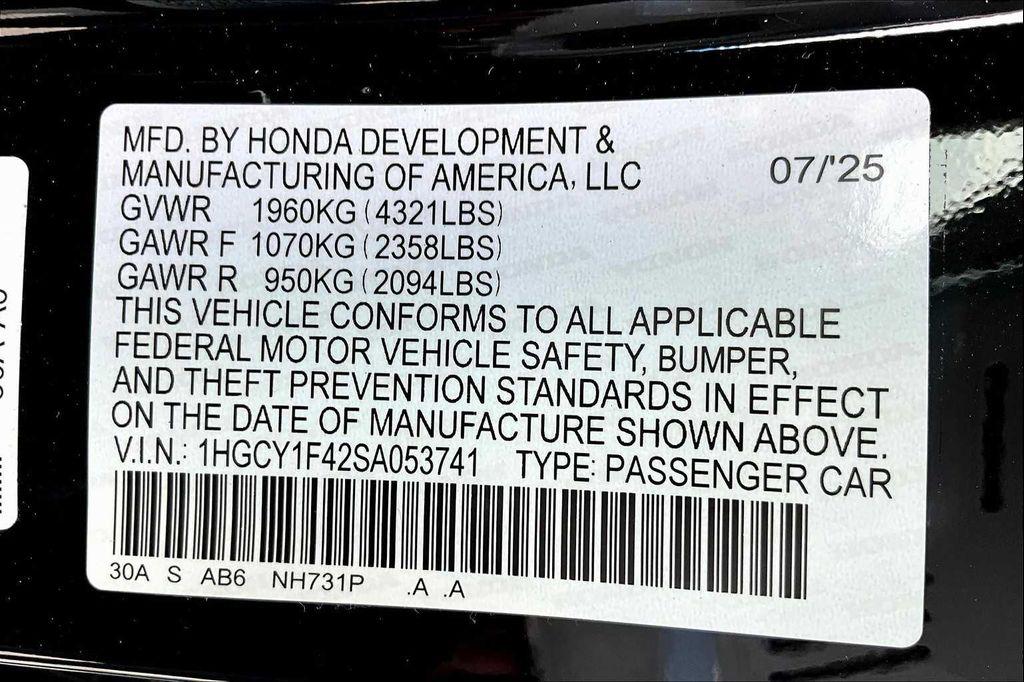 MFD. BY HONDA DEVELOPMENT &
MANUFACTURING OF AMERICA, LLC 07/'25
GVWR 1960KG (4321LBS)
GAWR F 1070KG (2358LBS)
GAWR R 950KG (2094LBS)
THIS VEHICLE CONFORMS TO ALL APPLICABLE
FEDERAL MOTOR VEHICLE SAFETY, BUMPER,
AND THEFT PREVENTION STANDARDS IN EFFECT
ON THE DATE OF MANUFACTURE SHOWN ABOVE.
V.I.N.: 1HGCY1F42SA053741 TYPE: PASSENGER CAR
30A S AB6 NH731P .A .A